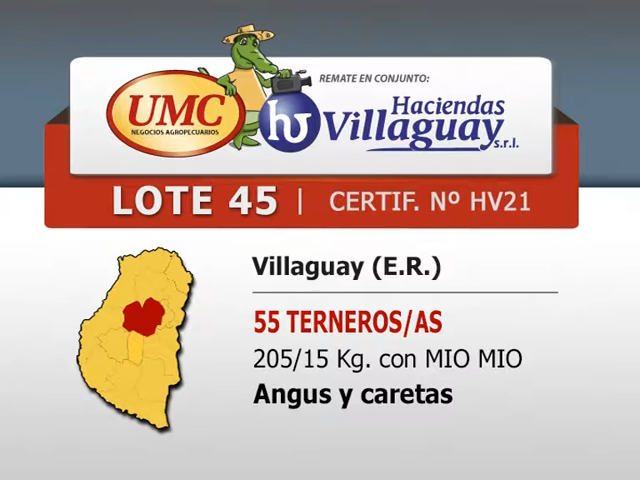 UMC
NEGOCIOS AGROPECUARIOS
REMATE EN CONJUNTO:
hv
Haciendas
Villaguay
s.r.l.
LOTE 45 | CERTIF. Nº HV21
Villaguay (E.R.)
55 TERNEROS/AS
205/15 Kg. con MIO MIO
Angus y caretas